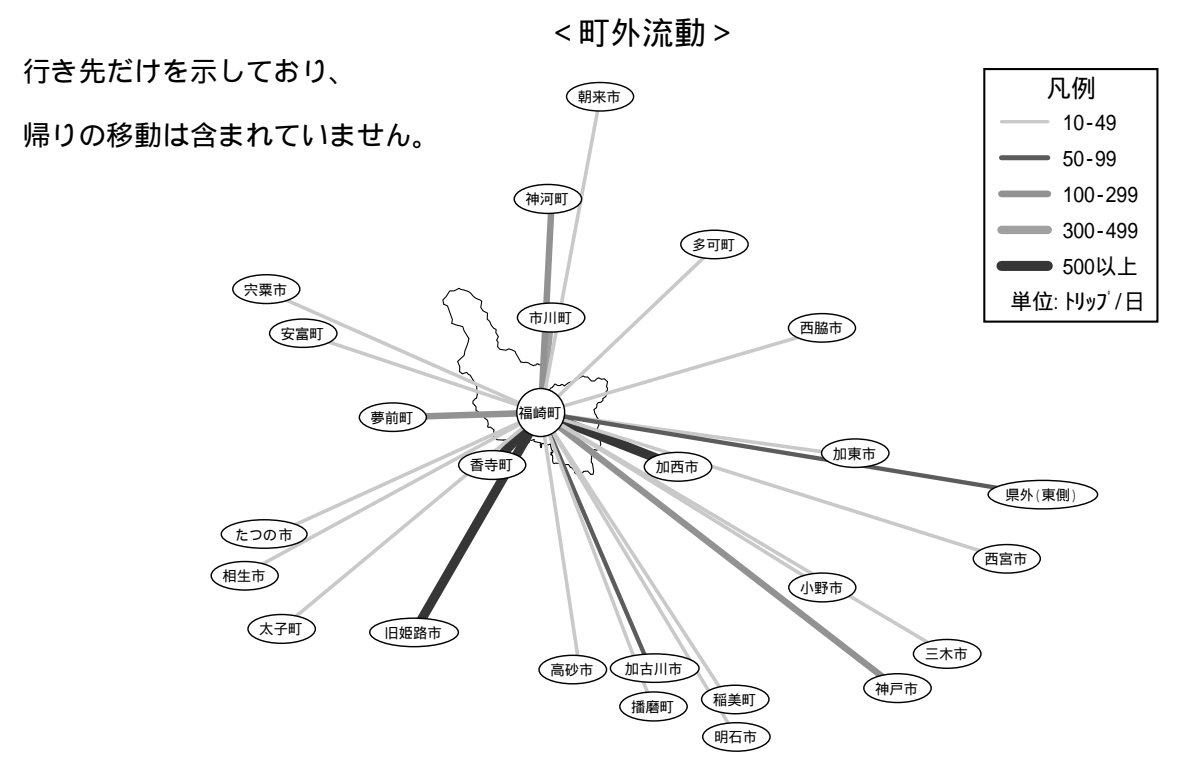 <町外流動>
行き先だけを示しており、
帰りの移動は含まれていません。
凡例
10-49
50-99
100-299
300-499
500以上
単位:ﾄﾘｯﾌﾟ/日
朝来市
神河町
多可町
宍粟市
市川町
安富町
西脇市
夢前町
福崎町
加東市
香寺町
加西市
県外(東側)
たつの市
西宮市
相生市
小野市
太子町
旧姫路市
三木市
高砂市
加古川市
神戸市
稲美町
播磨町
明石市